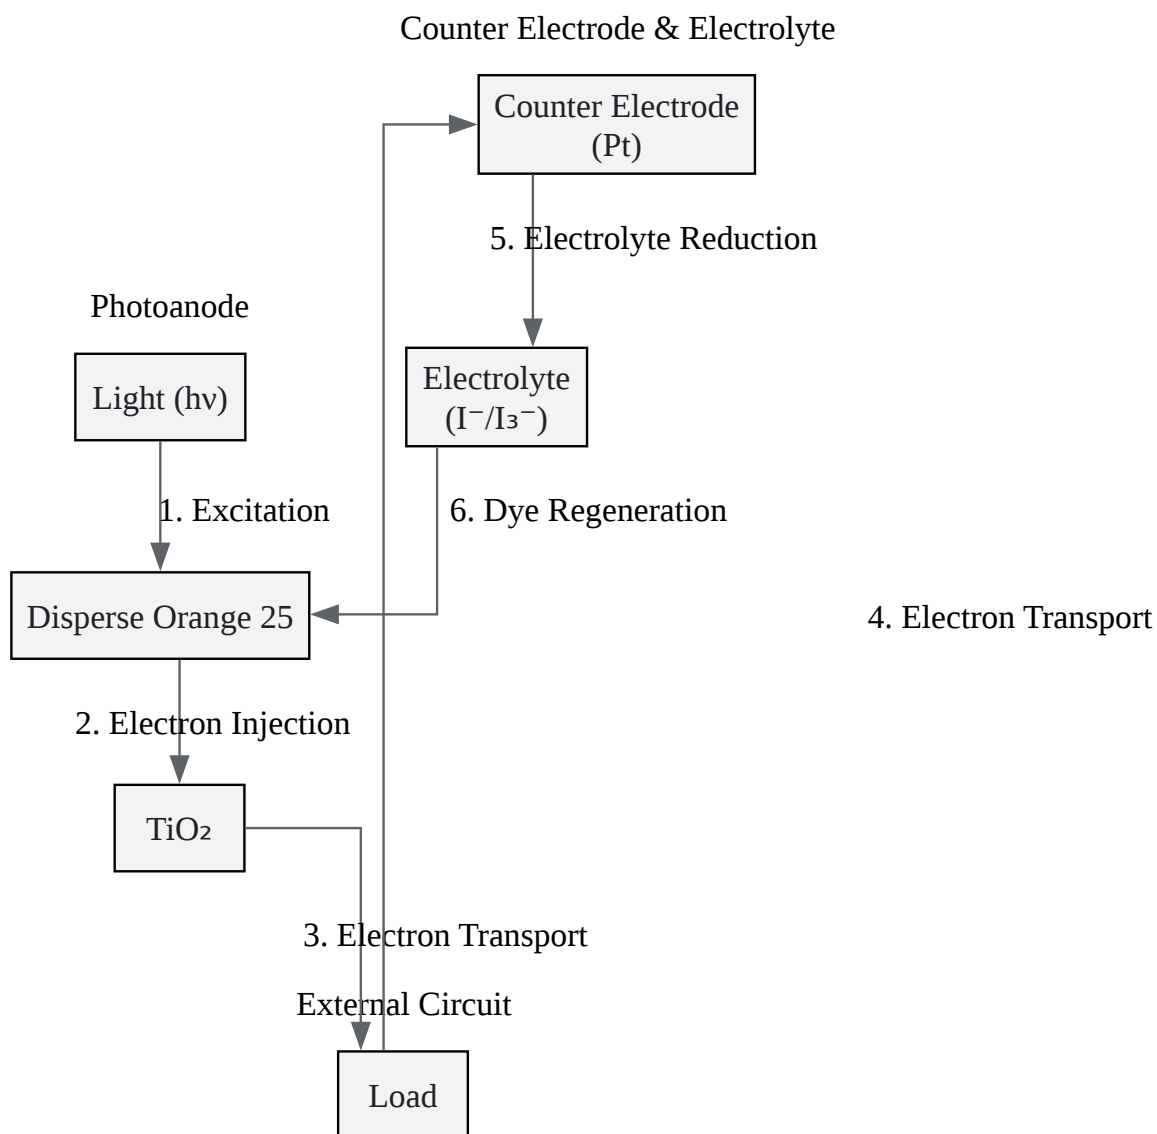 Counter Electrode & Electrolyte
Counter Electrode
(Pt)
5. Electrolyte Reduction
Photoanode
Light (hν)
Electrolyte
(I⁻/I₃⁻)
1. Excitation
6. Dye Regeneration
Disperse Orange 25
4. Electron Transport
2. Electron Injection
TiO₂
3. Electron Transport
External Circuit
Load